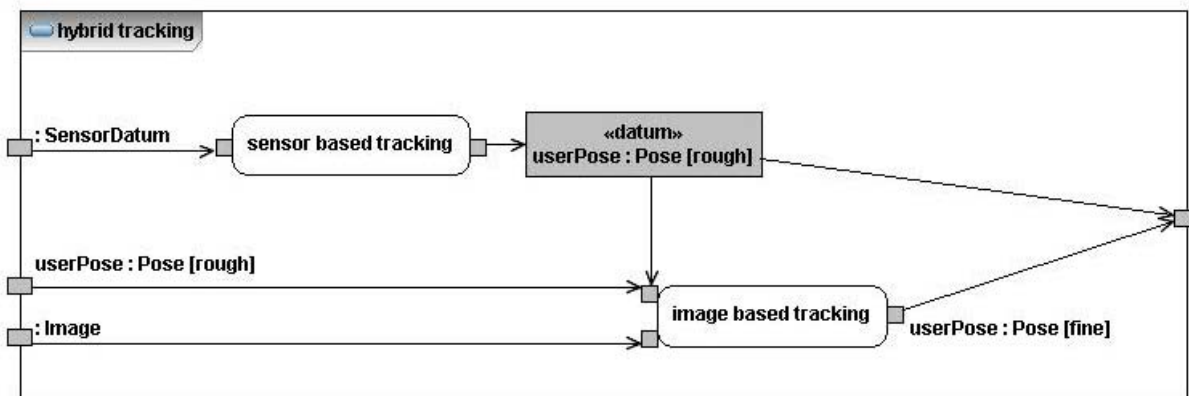 hybrid tracking
: SensorDatum
sensor based tracking
«datum»
userPose : Pose [rough]
userPose : Pose [rough]
: Image
image based tracking
userPose : Pose [fine]